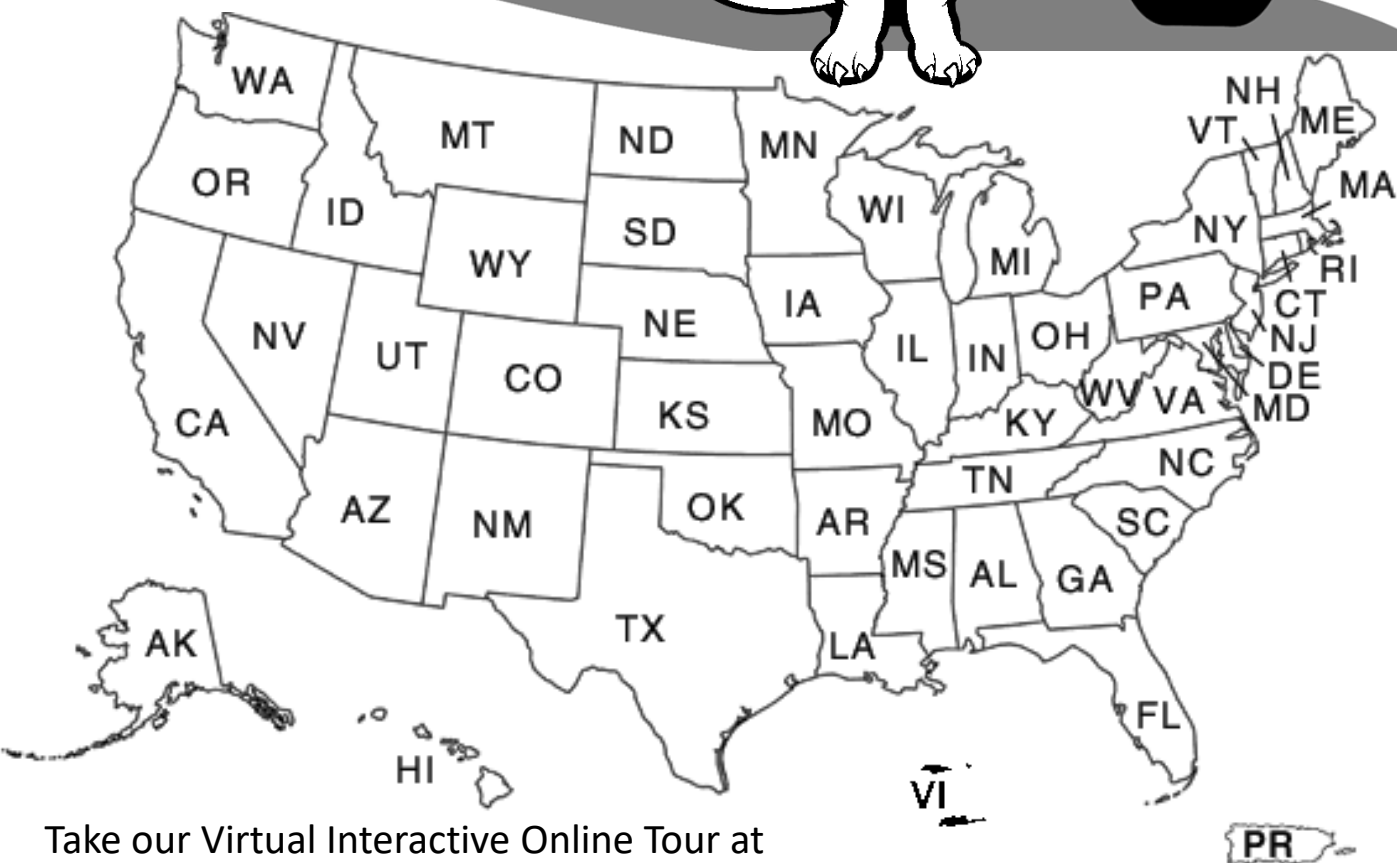 NH
WA
ME
MT
ND
VT
MN
OR
MA
ID
WI
SD
NY
WY
MI
RI
PA
IA
CT
NE
NV
OH
NJ
UT
IL
IN
CO
DE
WV
VA
MD
KS
CA
MO
KY
NC
TN
AZ
OK
NM
AR
SC
MS
AL
GA
TX
AK
LA
FL
HI
VI
Take our Virtual Interactive Online Tour at
PR